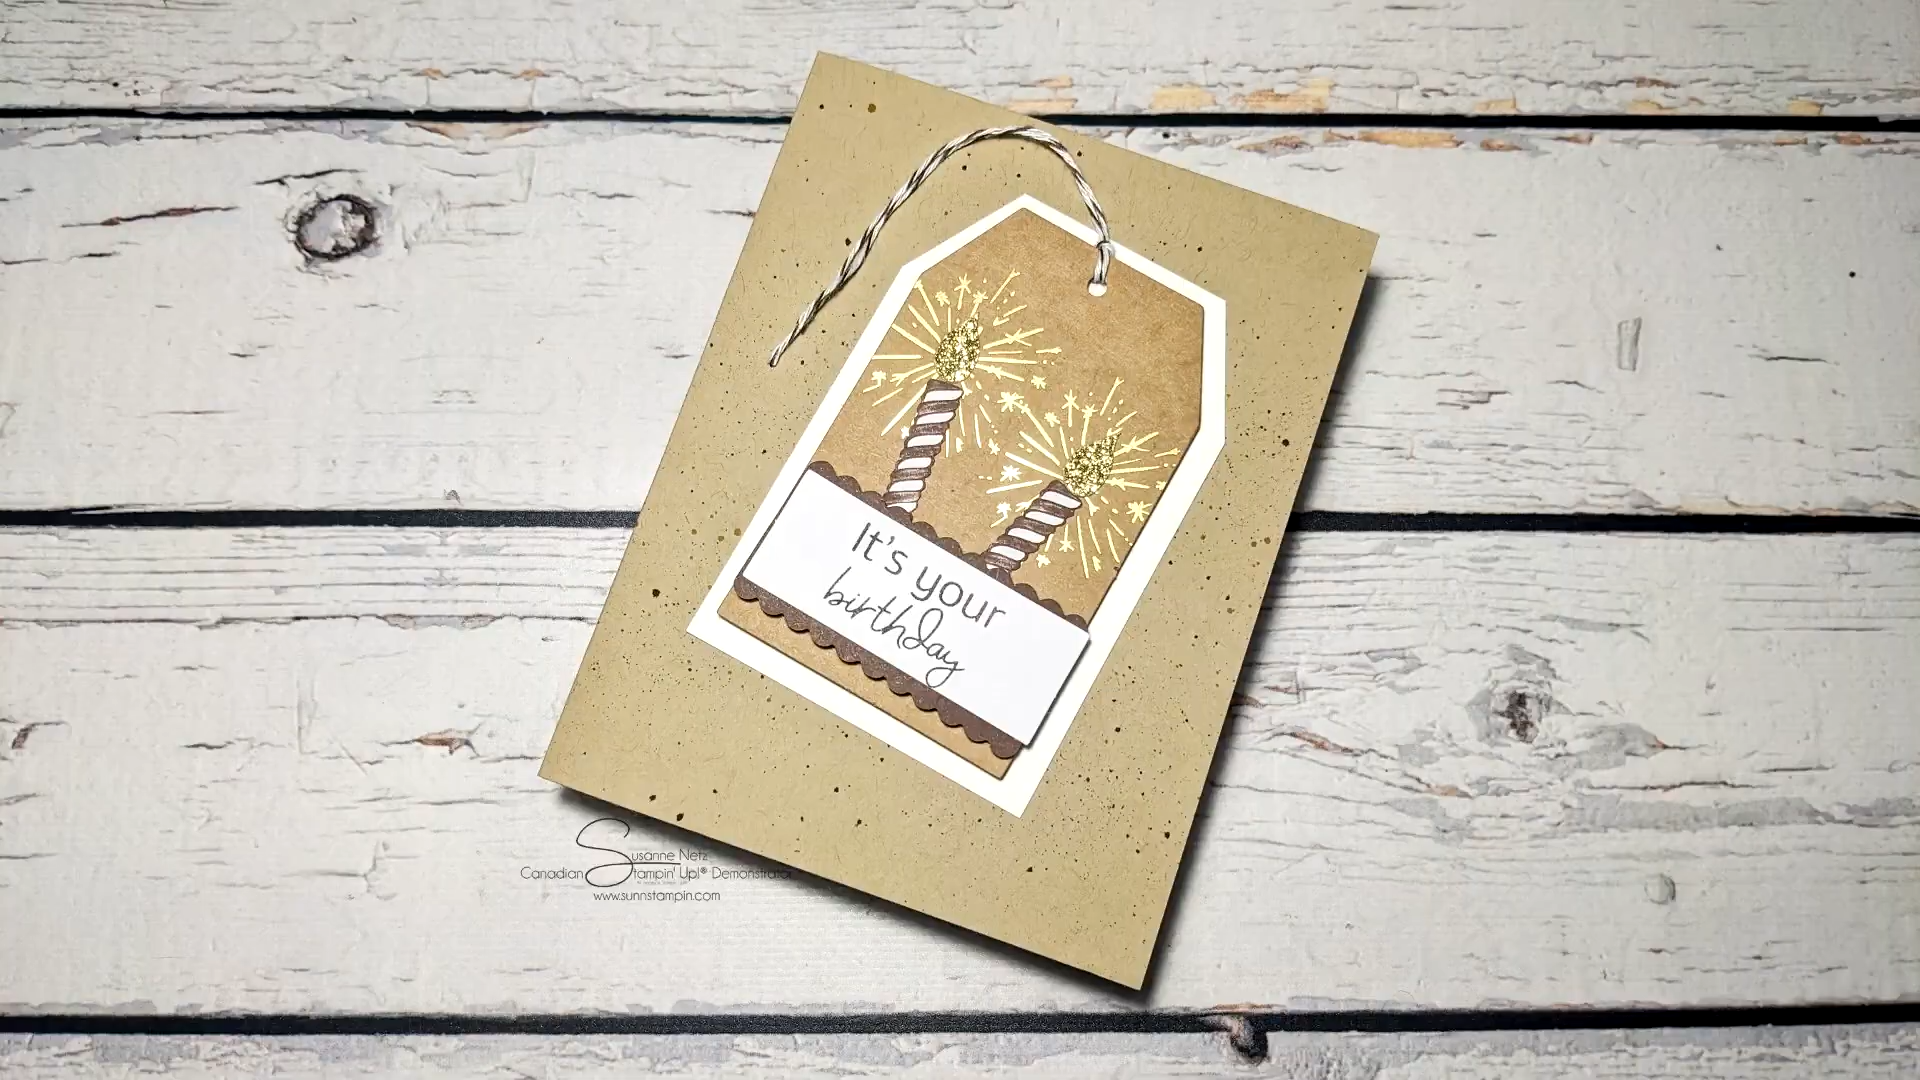 It's your
birthday
Susanne Netz
Canadian Stampin' Up!® Demonstrator
www.sunnstampin.com